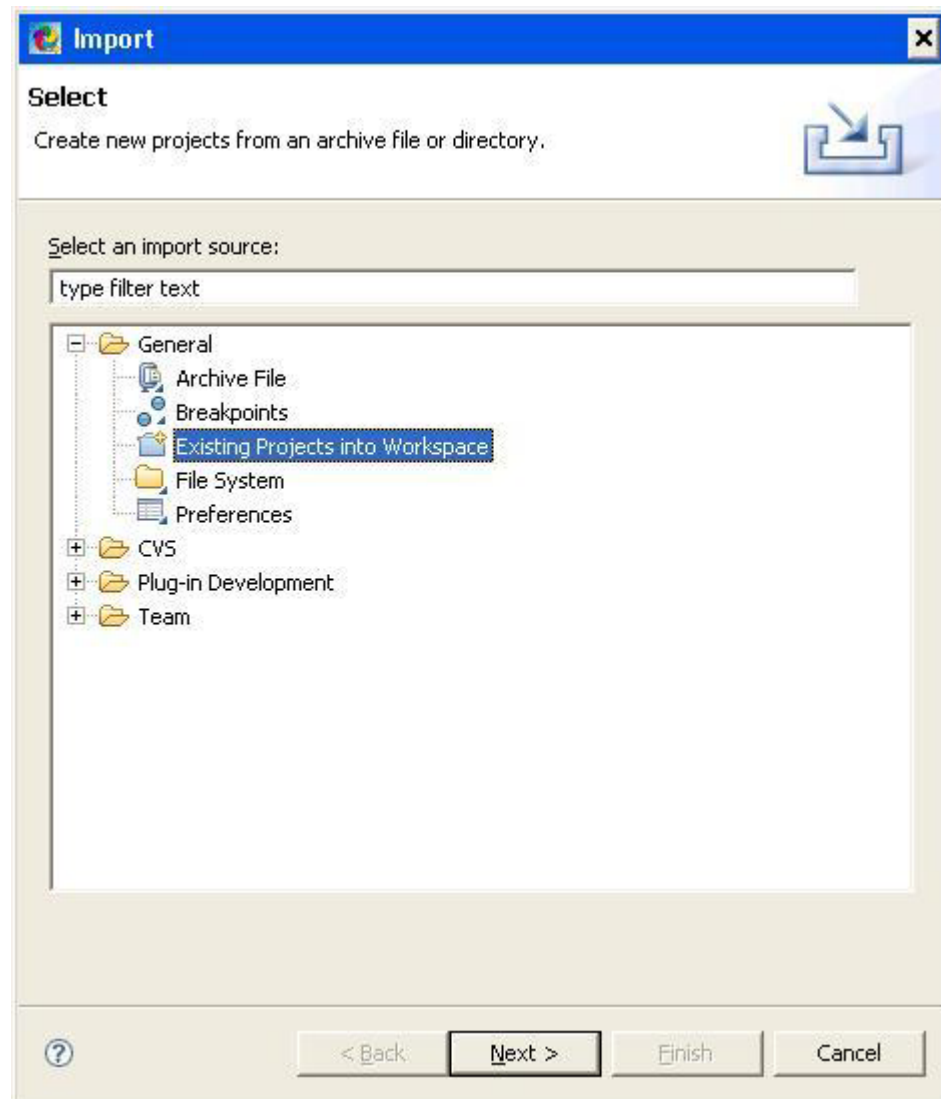 Import
Select
Create new projects from an archive file or directory.
Select an import source:
type filter text
General
Archive File
Breakpoints
Existing Projects into Workspace
File System
Preferences
CVS
Plug-in Development
Team
? < Back Next > Finish Cancel